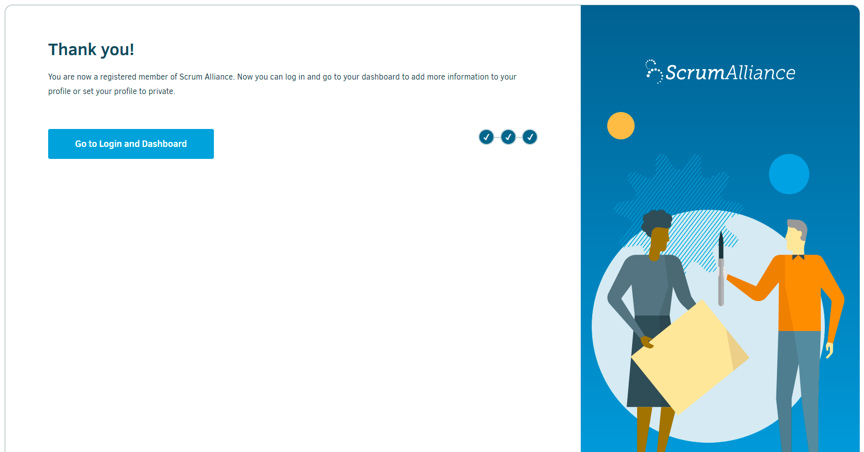 Thank you!
You are now a registered member of Scrum Alliance. Now you can log in and go to your dashboard to add more information to your
profile or set your profile to private.
Go to Login and Dashboard
ScrumAlliance